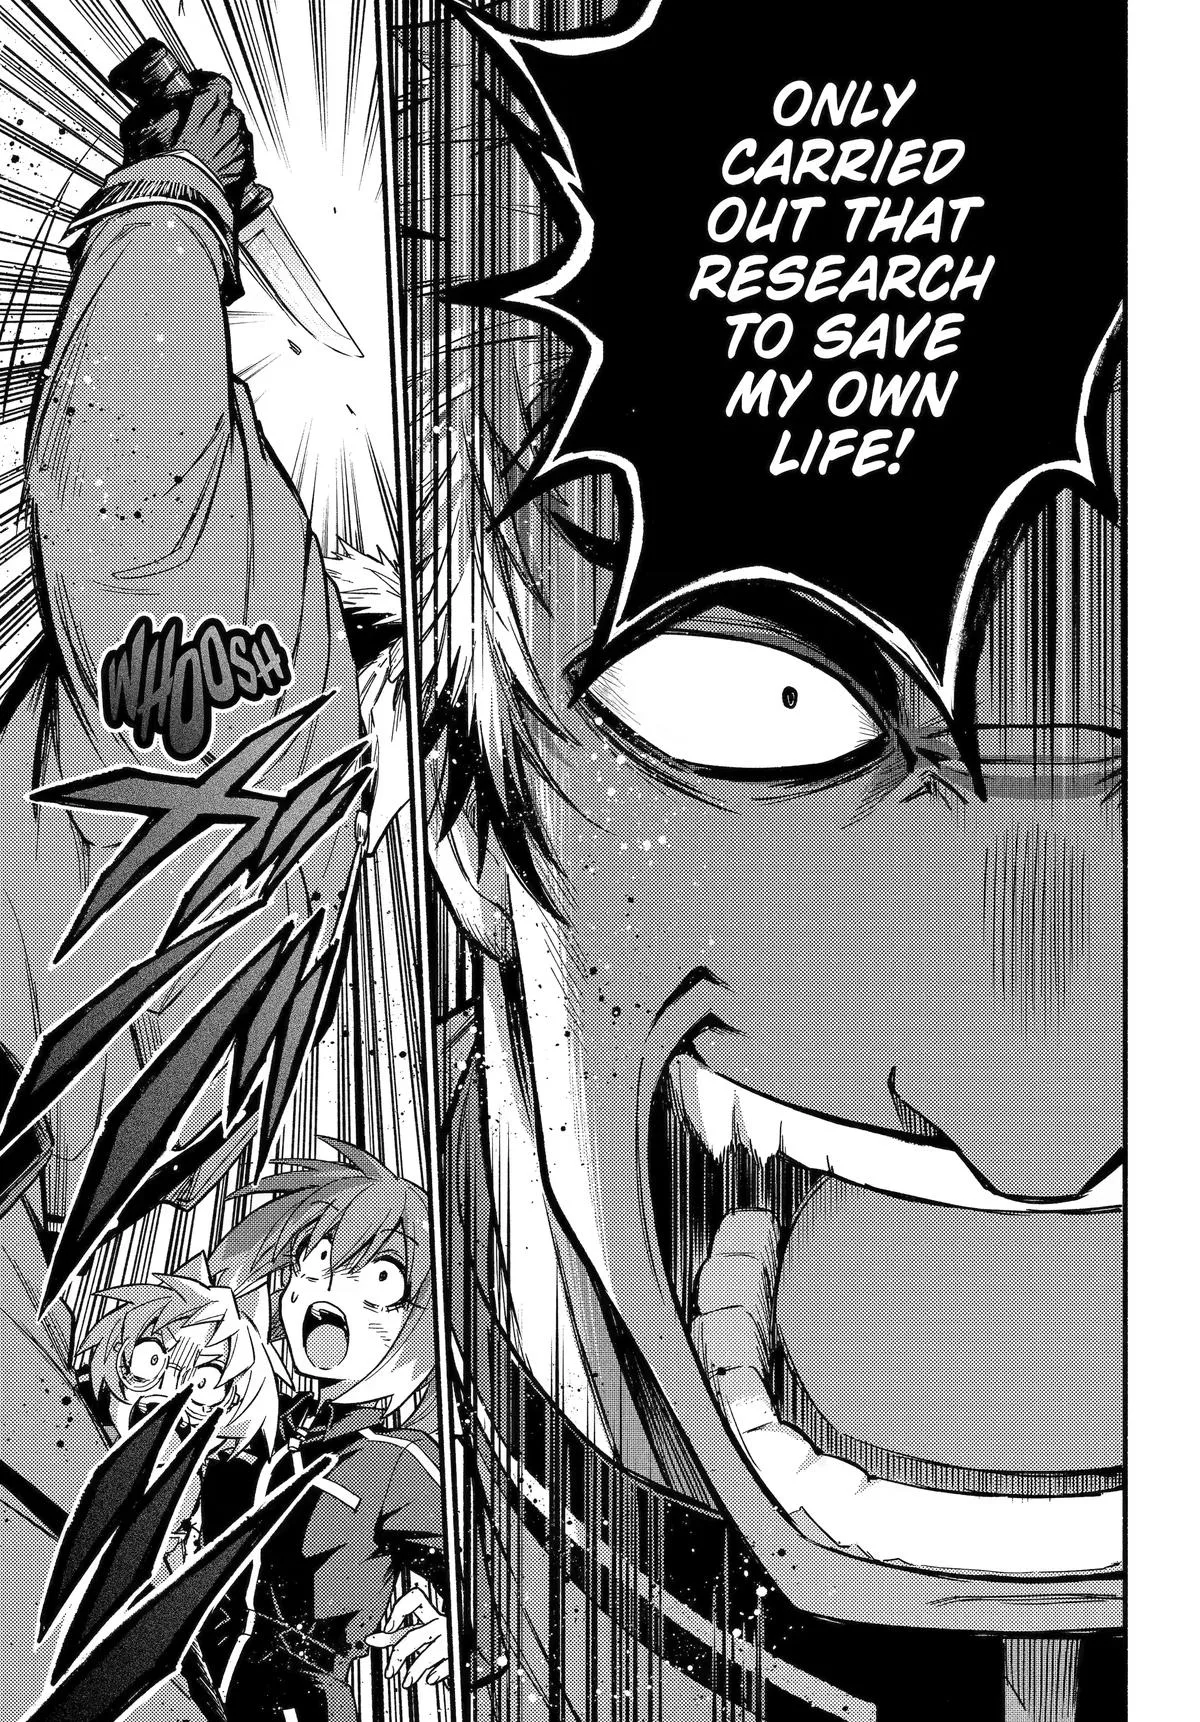 ONLY
CARRIED
OUT THAT
RESEARCH
TO SAVE
MY OWN
LIFE!
WHOOSH